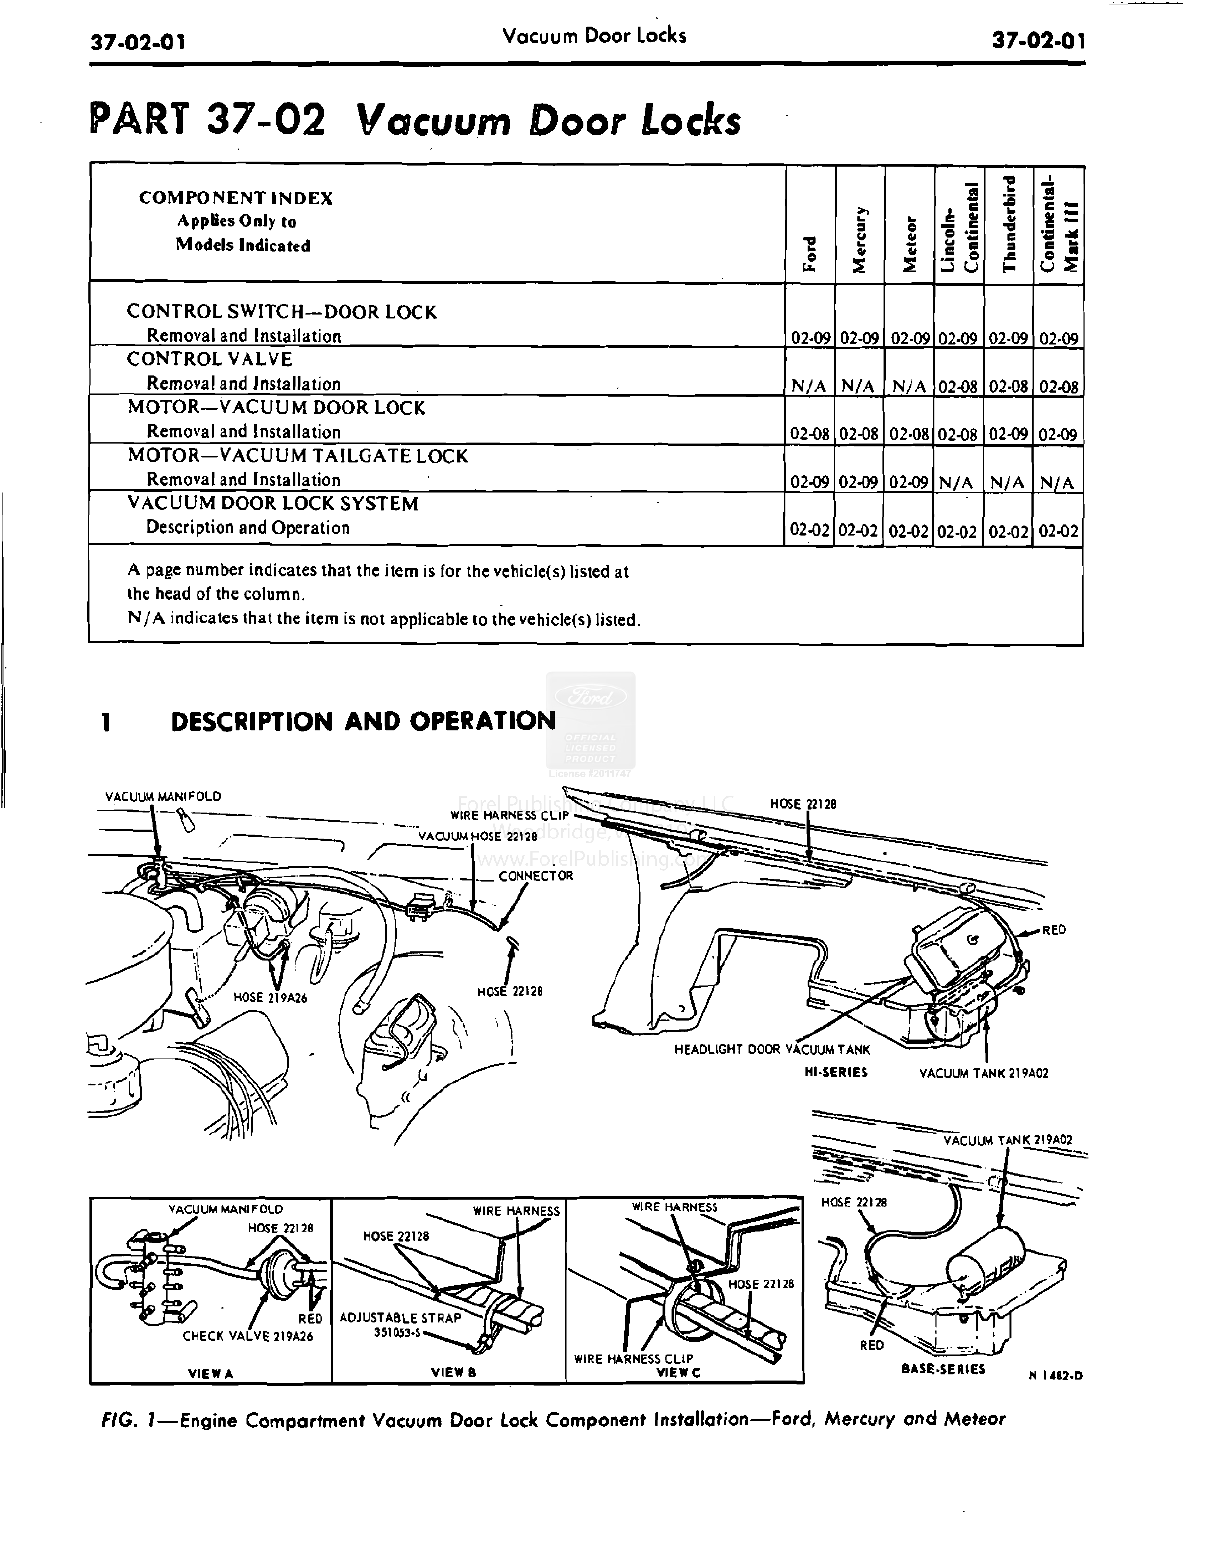 37-02-01
Vacuum Door Locks
37-02-01
PART 37-02 Vacuum Door Locks
COMPONENT INDEX
Applies Only to
Models Indicated
Ford
Mercury
Meteor
Lincoln-
Continental
Thunderbird
Continental-
Mark III
CONTROL SWITCH—DOOR LOCK
Removal and Installation 02-09 02-09 02-09 02-09 02-09 02-09
CONTROL VALVE
Removal and Installation N/A N/A N/A 02-08 02-08 02-08
MOTOR—VACUUM DOOR LOCK
Removal and Installation 02-08 02-08 02-08 02-08 02-09 02-09
MOTOR—VACUUM TAILGATE LOCK
Removal and Installation 02-09 02-09 02-09 N/A N/A N/A
VACUUM DOOR LOCK SYSTEM
Description and Operation 02-02 02-02 02-02 02-02 02-02 02-02
A page number indicates that the item is for the vehicle(s) listed at
the head of the column.
N/A indicates that the item is not applicable to the vehicle(s) listed.
Ford
OFFICIAL
LICENSED
PRODUCT
License #2011/47
1 DESCRIPTION AND OPERATION
VACUUM MANIFOLD
WIRE HARNESS CLIP
VACUUM HOSE 22128
CONNECTOR
HOSE 219A26
HOSE 22128
HOSE 22128
RED
HEADLIGHT DOOR VACUUM TANK
HI-SERIES
VACUUM TANK 219A02
www.ForelPublishing.com
VACUUM TANK 219A02
HOSE 22128
RED
BASE-SERIES
N 1482-D
VACUUM MANIFOLD
HOSE 22128
RED
CHECK VALVE 219A26
VIEW A
WIRE HARNESS
HOSE 22128
ADJUSTABLE STRAP
351053-S
VIEW B
WIRE HARNESS
HOSE 22128
WIRE HARNESS CLIP
VIEW C
FIG. 1—Engine Compartment Vacuum Door Lock Component Installation—Ford, Mercury and Meteor